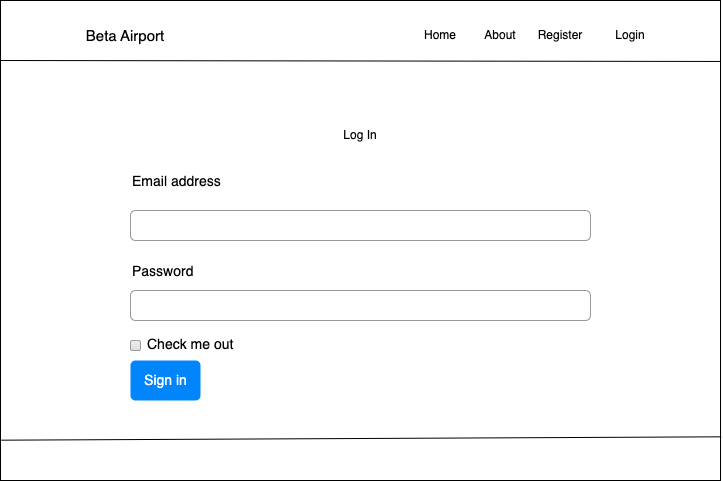 Beta Airport Home About Register Login
Log In
Email address
Password
Check me out
Sign in